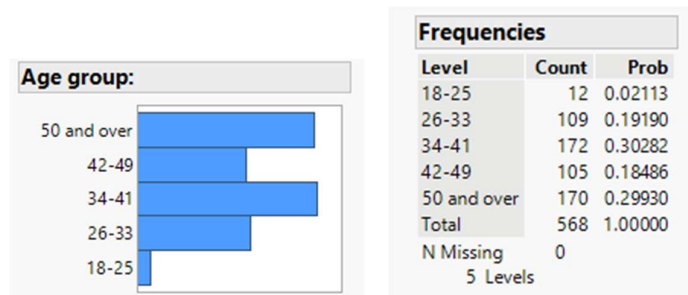 Age group:
50 and over
42-49
34-41
26-33
18-25
Frequencies
Level Count Prob
18-25 12 0.02113
26-33 109 0.19190
34-41 172 0.30282
42-49 105 0.18486
50 and over 170 0.29930
Total 568 1.00000
N Missing 0
5 Levels